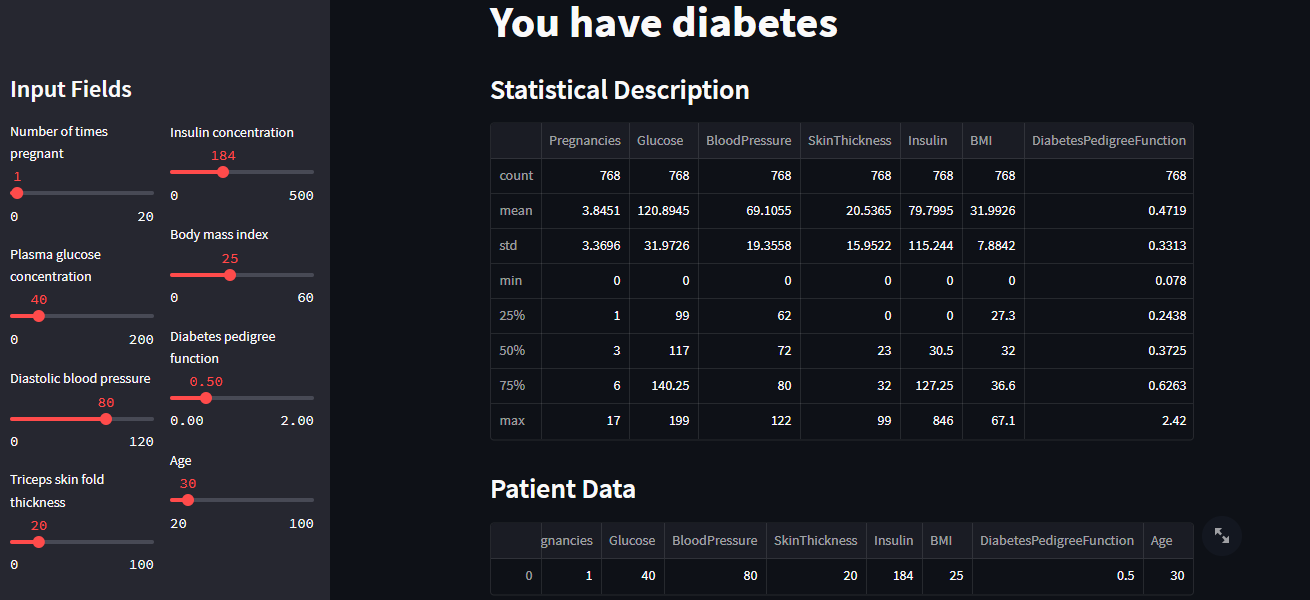 Input Fields
Number of times
pregnant
1
0 20
Plasma glucose
concentration
40
0 200
Diastolic blood pressure
80
0 120
Triceps skin fold
thickness
20
0 100
Insulin concentration
184
0 500
Body mass index
25
0 60
Diabetes pedigree
function
0.50
0.00 2.00
Age
30
20 100
You have diabetes
Statistical Description
Pregnancies Glucose BloodPressure SkinThickness Insulin BMI DiabetesPedigreeFunction
count 768 768 768 768 768 768 768
mean 3.8451 120.8945 69.1055 20.5365 79.7995 31.9926 0.4719
std 3.3696 31.9726 19.3558 15.9522 115.244 7.8842 0.3313
min 0 0 0 0 0 0 0.078
25% 1 99 62 0 0 27.3 0.2438
50% 3 117 72 23 30.5 32 0.3725
75% 6 140.25 80 32 127.25 36.6 0.6263
max 17 199 122 99 846 67.1 2.42
Patient Data
gnancies Glucose BloodPressure SkinThickness Insulin BMI DiabetesPedigreeFunction Age
0 1 40 80 20 184 25 0.5 30